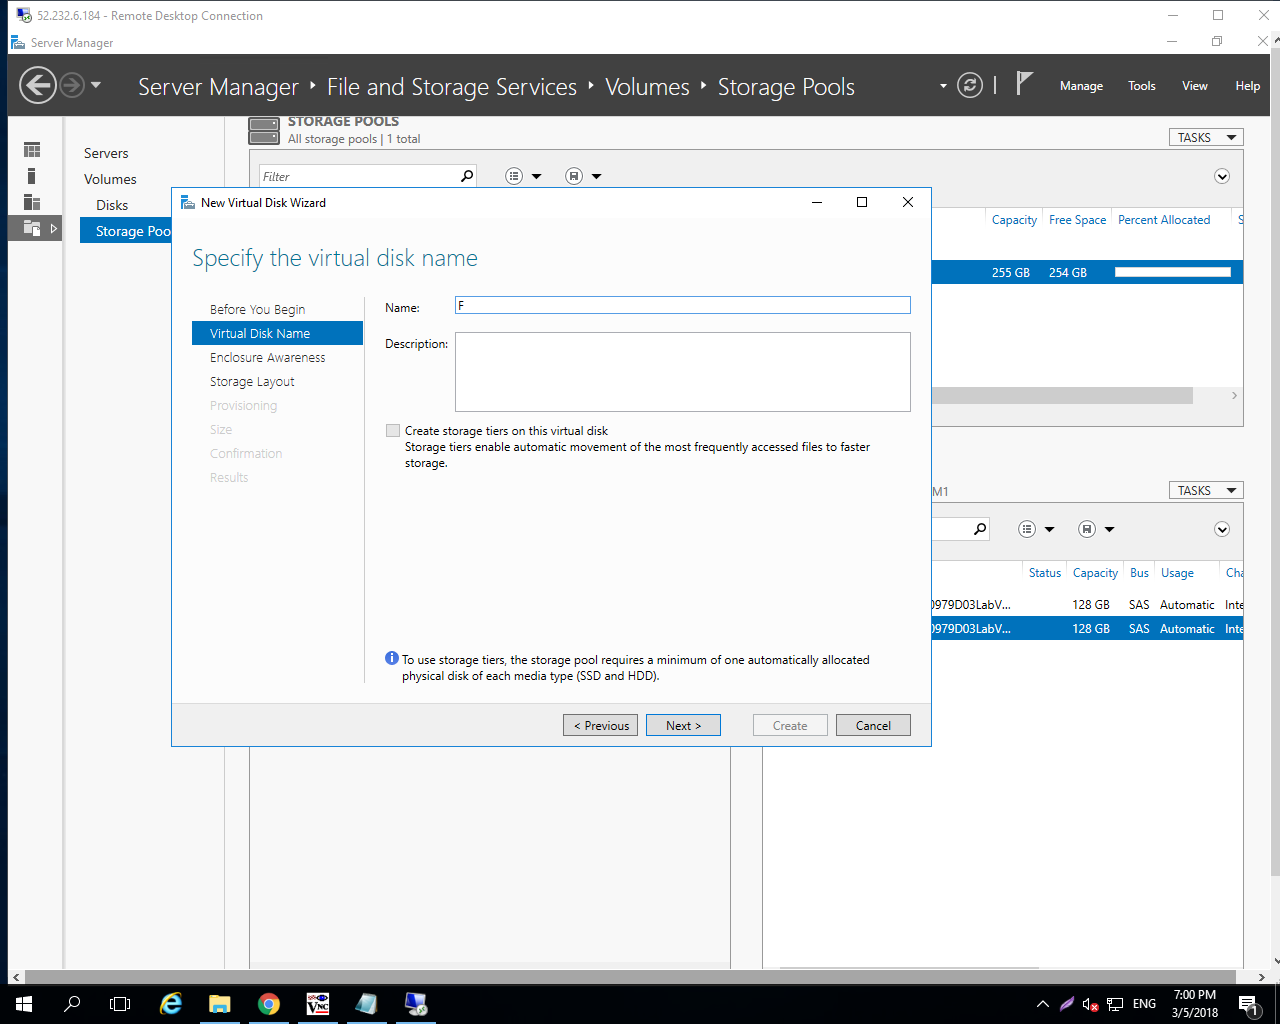 52.232.6.184 - Remote Desktop Connection
Server Manager
Server Manager ‣ File and Storage Services ‣ Volumes ‣ Storage Pools
Manage Tools View Help
Servers
Volumes
Disks
Storage Poo
STORAGE POOLS
All storage pools | 1 total
TASKS
Filter
Capacity Free Space Percent Allocated S
255 GB 254 GB
New Virtual Disk Wizard
Specify the virtual disk name
Before You Begin
Virtual Disk Name
Enclosure Awareness
Storage Layout
Provisioning
Size
Confirmation
Results
Name: F
Description:
Create storage tiers on this virtual disk
Storage tiers enable automatic movement of the most frequently accessed files to faster
storage.
To use storage tiers, the storage pool requires a minimum of one automatically allocated
physical disk of each media type (SSD and HDD).
< Previous Next > Create Cancel
M1
TASKS
Status Capacity Bus Usage Cha
0979D03LabV... 128 GB SAS Automatic Inte
0979D03LabV... 128 GB SAS Automatic Inte
VNC
ENG
7:00 PM
3/5/2018
1